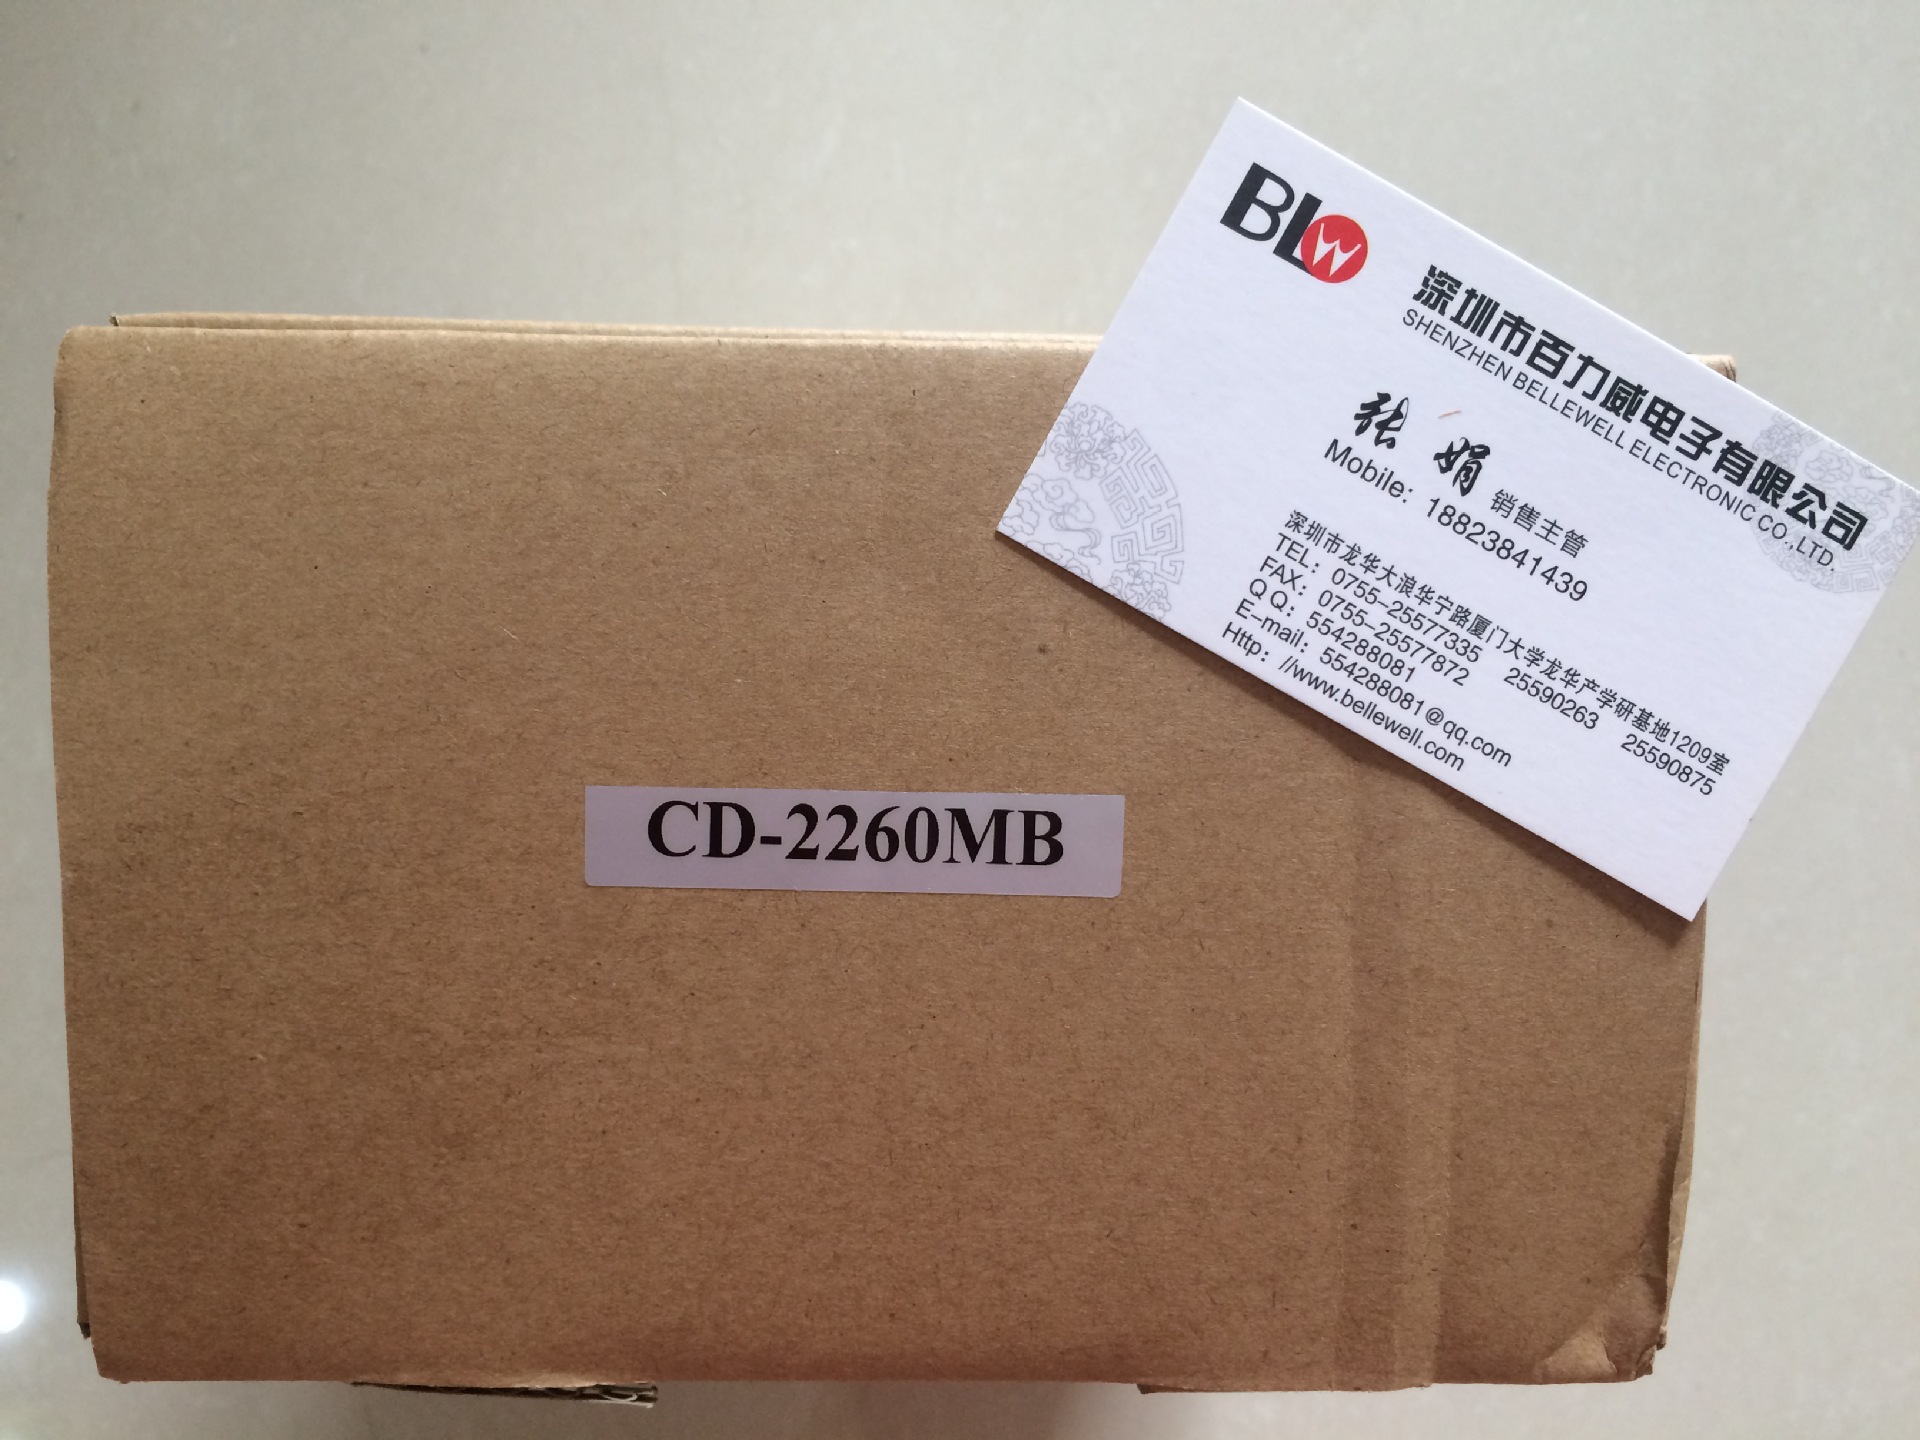 BLW
深圳市百力威电子有限公司
SHENZHEN BELLEWELL ELECTRONIC CO.,LTD.
张 娟 销售主管
Mobile: 18823841439
深圳市龙华大浪华宁路厦门大学龙华产学研基地1209室
TEL: 0755-25577335 25590263 25590875
FAX: 0755-25577872
Q Q: 554288081
E-mail: 554288081@qq.com
Http: //www.bellewell.com
CD-2260MB